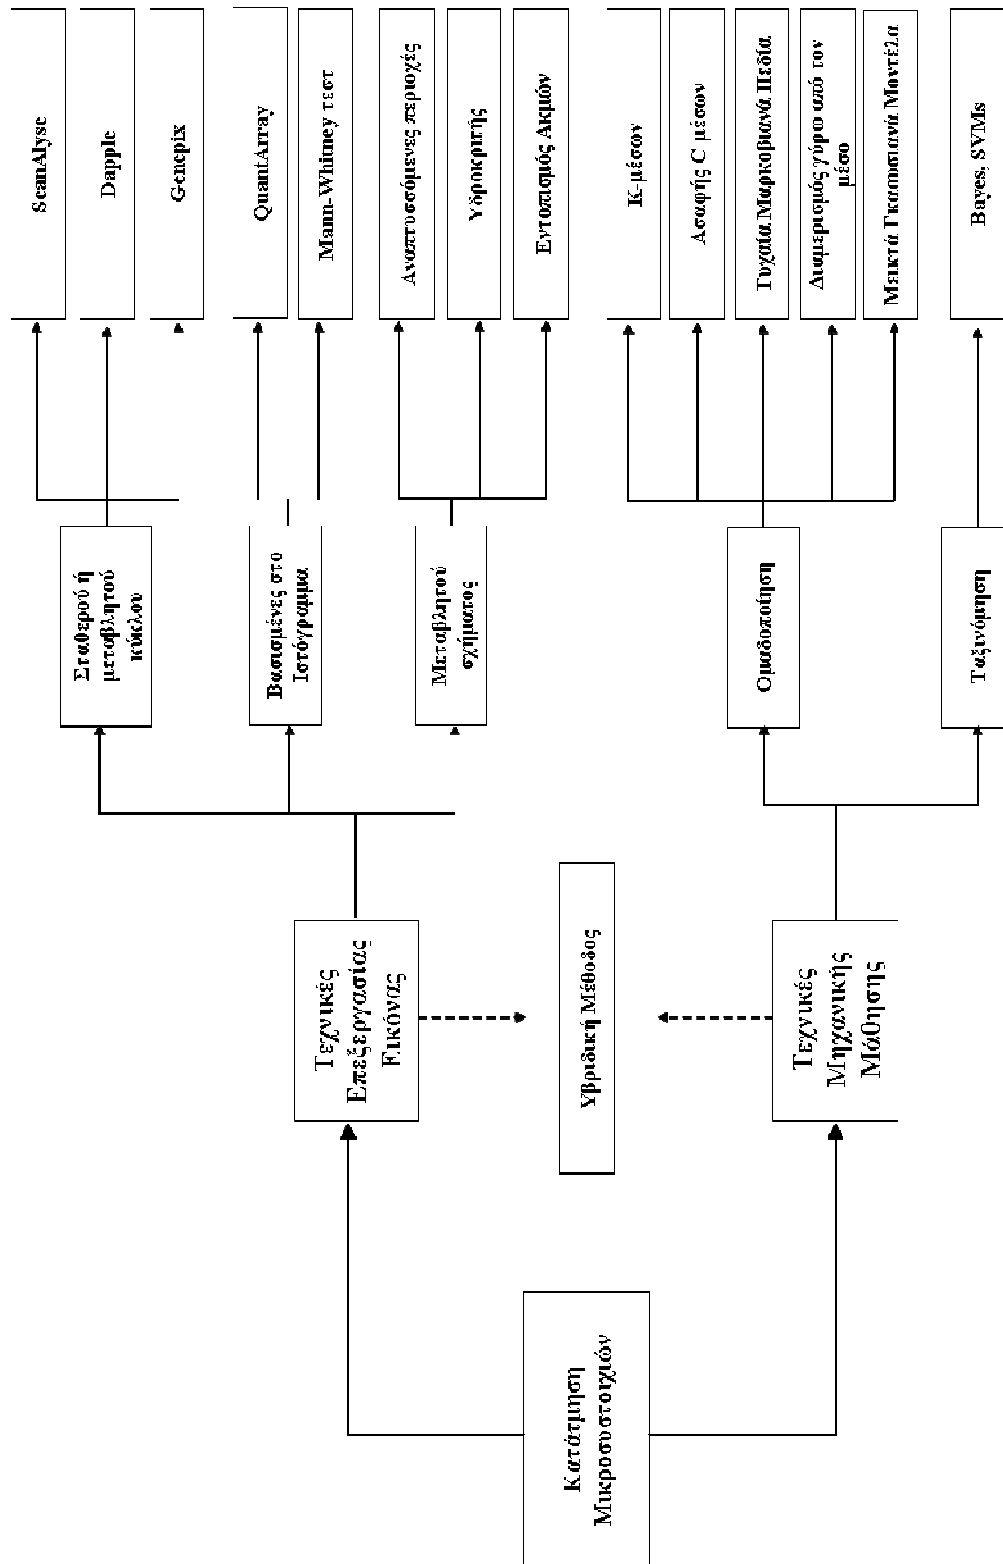 Κατάτμηση
Μικροσυστοιχιών
Τεχνικές
Επεξεργασίας
Εικόνας
Υβριδική Μέθοδος
Τεχνικές
Μηχανικής
Μάθησης
Σταθερού ή
μεταβλητού
κύκλου
Βασισμένες στο
Ιστόγραμμα
Μεταβλητού
σχήματος
Ομαδοποίηση
Ταξινόμηση
ScanAlyse
Dapple
Genepix
QuantArray
Mann-Whitney τεστ
Αναπτυσσόμενες περιοχές
Υδροκριτής
Εντοπισμός Ακμών
Κ-μέσων
Ασαφής C μέσων
Τυχαία Μαρκοβιανά Πεδία
Διαμερισμός γύρω από τον
μέσο
Μεικτά Γκαουσιανά Μοντέλα
Bayes, SVMs